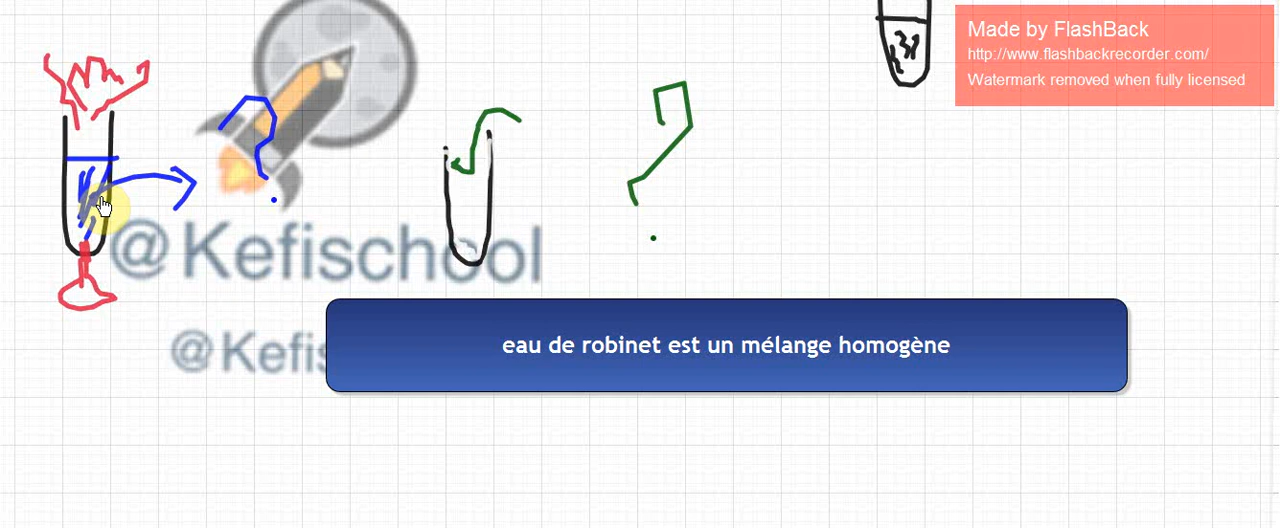 Made by FlashBack
http://www.flashbackrecorder.com/
Watermark removed when fully licensed
@Kefischool
@Kefis
eau de robinet est un mélange homogène